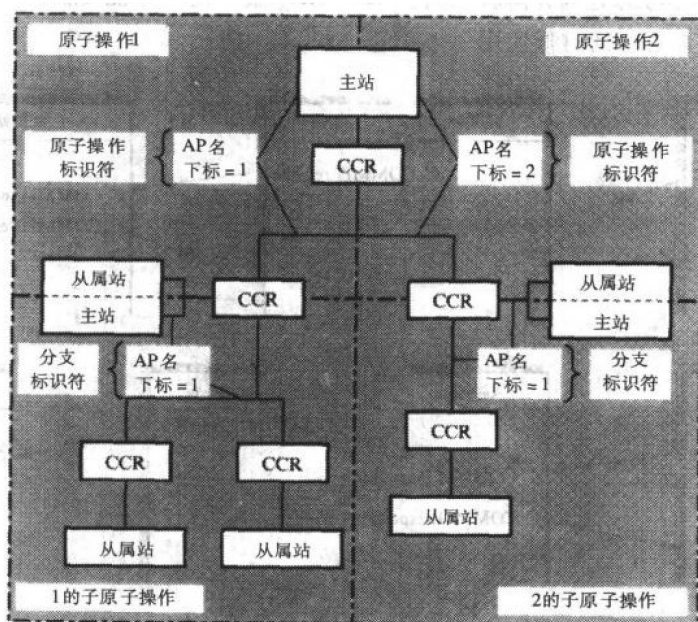 原子操作1
原子操作2
主站
原子操作
标识符
AP名
下标=1
CCR
AP名
下标=2
原子操作
标识符
从属站
主站
CCR
CCR
从属站
主站
分支
标识符
AP名
下标=1
AP名
下标=1
分支
标识符
CCR
CCR
CCR
从属站
从属站
从属站
1的子原子操作
2的子原子操作